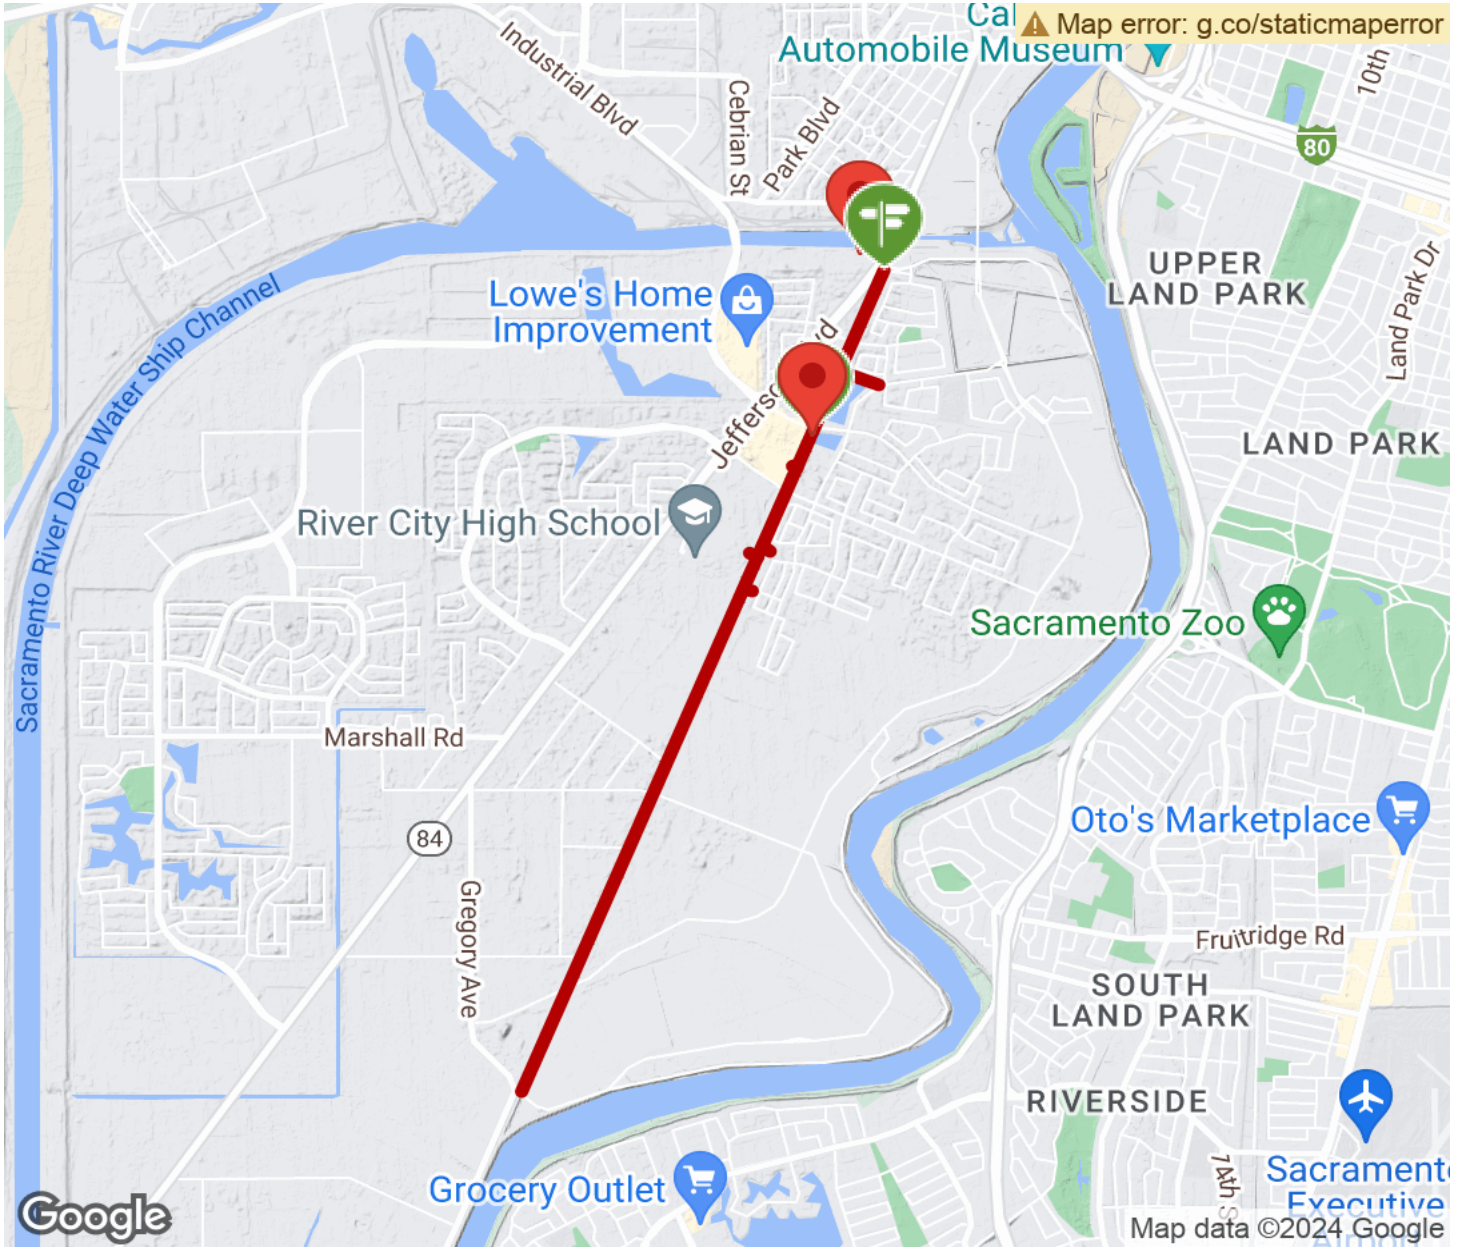 Cal
Map error: g.co/staticmaperror
Automobile Museum
10th
Industrial Blvd
Cebrian St
Park Blvd
80
UPPER
LAND PARK
Land Park Dr
Lowe's Home
Improvement
Sacramento River Deep Water Ship Channel
LAND PARK
River City High School
Sacramento Zoo
Marshall Rd
84
Oto's Marketplace
Gregory Ave
Fruitridge Rd
SOUTH
LAND PARK
RIVERSIDE
Grocery Outlet
74th S
Sacramento
Executive
Google
Map data ©2024 Google